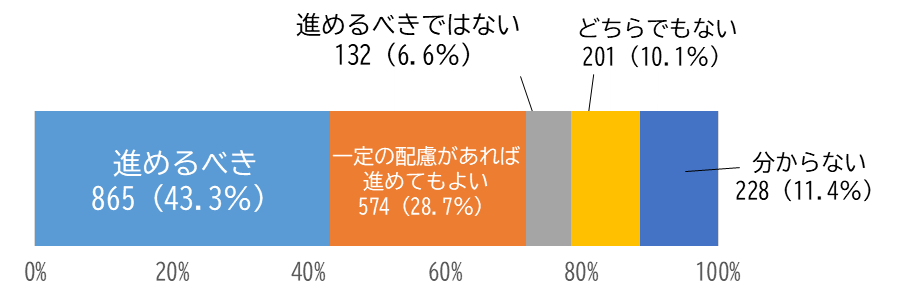 進めるべきではない
132（6.6%）
どちらでもない
201（10.1%）
進めるべき
865（43.3%）
一定の配慮があれば
進めてもよい
574（28.7%）
分からない
228（11.4%）
0%
20%
40%
60%
80%
100%